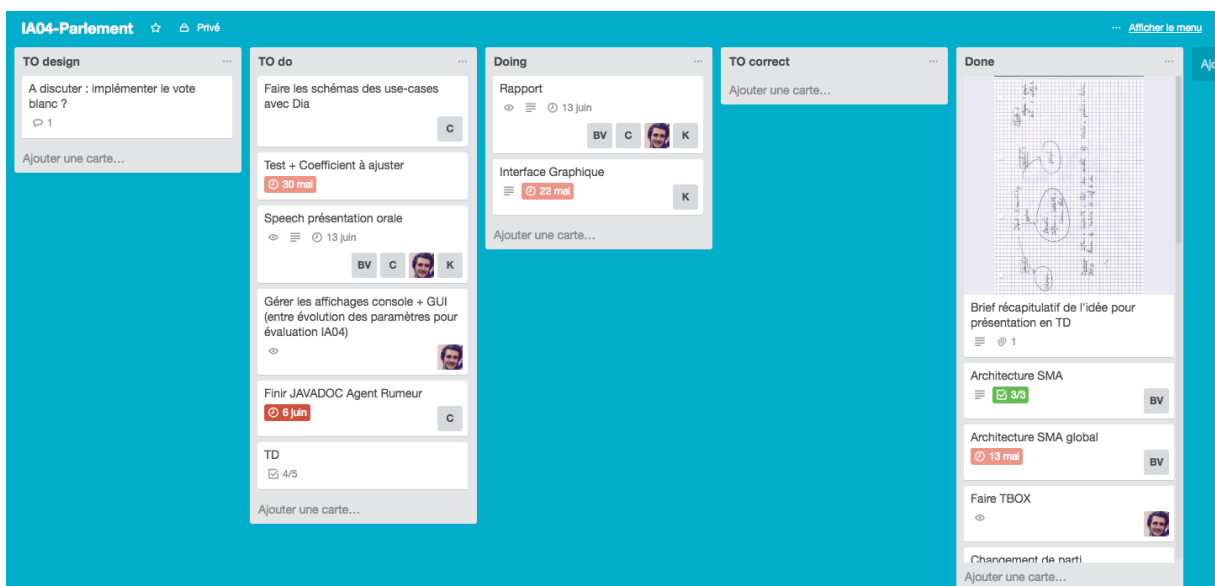 IA04-Parlement
Privé
... Afficher le menu
TO design
...
A discuter : implémenter le vote
blanc ?
1
Ajouter une carte...
TO do
...
Faire les schémas des use-cases
avec Dia
C
Test + Coefficient à ajuster
30 mai
Speech présentation orale
13 juin
BV C K
Gérer les affichages console + GUI
(entre évolution des paramètres pour
évaluation IA04)
Finir JAVADOC Agent Rumeur
6 juin
C
TD
4/5
Ajouter une carte...
Doing
...
Rapport
13 juin
BV C K
Interface Graphique
22 mai
K
Ajouter une carte...
TO correct
...
Ajouter une carte...
Done
...
Brief récapitulatif de l'idée pour
présentation en TD
1
Architecture SMA
3/3
BV
Architecture SMA global
13 mai
BV
Faire TBOX
Changement de parti
Ajouter une carte...